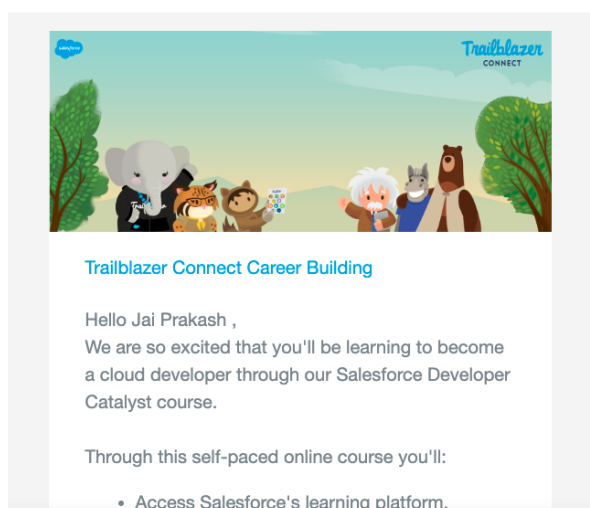 salesforce
Trailblazer
CONNECT
Trailblazer Connect Career Building
Hello Jai Prakash ,
We are so excited that you'll be learning to become
a cloud developer through our Salesforce Developer
Catalyst course.
Through this self-paced online course you'll:
• Access Salesforce's learning platform,